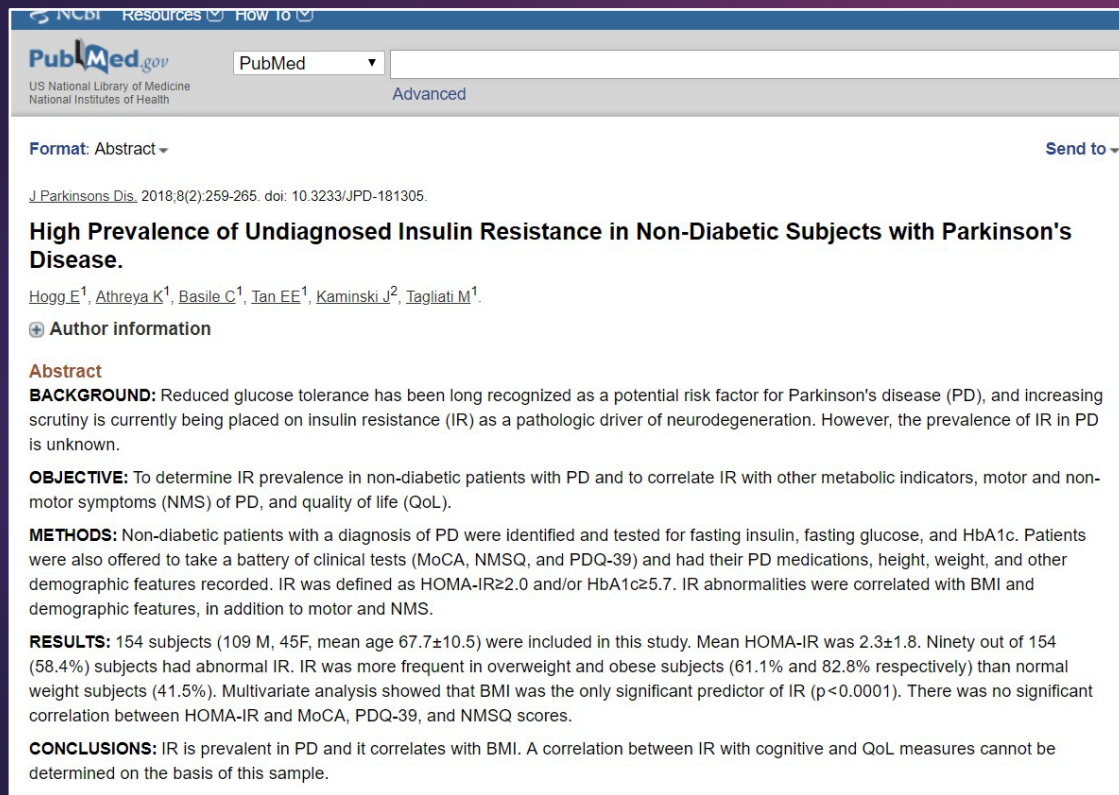 NCBI Resources How To
PubMed.gov
US National Library of Medicine
National Institutes of Health
PubMed
Advanced
Format: Abstract
Send to
J Parkinsons Dis. 2018;8(2):259-265. doi: 10.3233/JPD-181305.
High Prevalence of Undiagnosed Insulin Resistance in Non-Diabetic Subjects with Parkinson's
Disease.
Hogg E1, Athreya K1, Basile C1, Tan EE1, Kaminski J2, Tagliati M1.
Author information
Abstract
BACKGROUND: Reduced glucose tolerance has been long recognized as a potential risk factor for Parkinson's disease (PD), and increasing
scrutiny is currently being placed on insulin resistance (IR) as a pathologic driver of neurodegeneration. However, the prevalence of IR in PD
is unknown.
OBJECTIVE: To determine IR prevalence in non-diabetic patients with PD and to correlate IR with other metabolic indicators, motor and non-
motor symptoms (NMS) of PD, and quality of life (QoL).
METHODS: Non-diabetic patients with a diagnosis of PD were identified and tested for fasting insulin, fasting glucose, and HbA1c. Patients
were also offered to take a battery of clinical tests (MoCA, NMSQ, and PDQ-39) and had their PD medications, height, weight, and other
demographic features recorded. IR was defined as HOMA-IR≥2.0 and/or HbA1c≥5.7. IR abnormalities were correlated with BMI and
demographic features, in addition to motor and NMS.
RESULTS: 154 subjects (109 M, 45F, mean age 67.7±10.5) were included in this study. Mean HOMA-IR was 2.3±1.8. Ninety out of 154
(58.4%) subjects had abnormal IR. IR was more frequent in overweight and obese subjects (61.1% and 82.8% respectively) than normal
weight subjects (41.5%). Multivariate analysis showed that BMI was the only significant predictor of IR (p<0.0001). There was no significant
correlation between HOMA-IR and MoCA, PDQ-39, and NMSQ scores.
CONCLUSIONS: IR is prevalent in PD and it correlates with BMI. A correlation between IR with cognitive and QoL measures cannot be
determined on the basis of this sample.